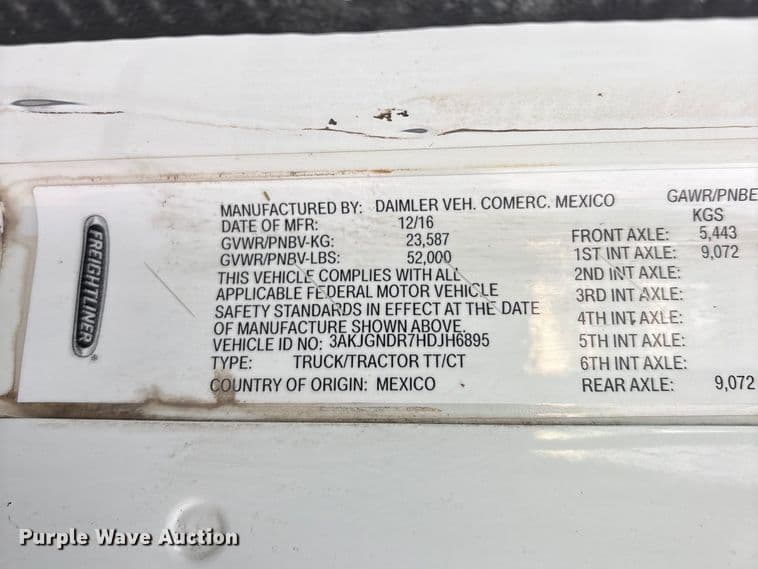 FREIGHTLINER
MANUFACTURED BY: DAIMLER VEH. COMERC. MEXICO
DATE OF MFR: 12/16
GVWR/PNBV-KG: 23,587
GVWR/PNBV-LBS: 52,000
THIS VEHICLE COMPLIES WITH ALL
APPLICABLE FEDERAL MOTOR VEHICLE
SAFETY STANDARDS IN EFFECT AT THE DATE
OF MANUFACTURE SHOWN ABOVE.
VEHICLE ID NO: 3AKJGNDR7HDJH6895
TYPE: TRUCK/TRACTOR TT/CT
COUNTRY OF ORIGIN: MEXICO
GAWR/PNBE
KGS
FRONT AXLE: 5,443
1ST INT AXLE: 9,072
2ND INT AXLE:
3RD INT AXLE:
4TH INT AXLE:
5TH INT AXLE:
6TH INT AXLE:
REAR AXLE: 9,072
Purple Wave Auction